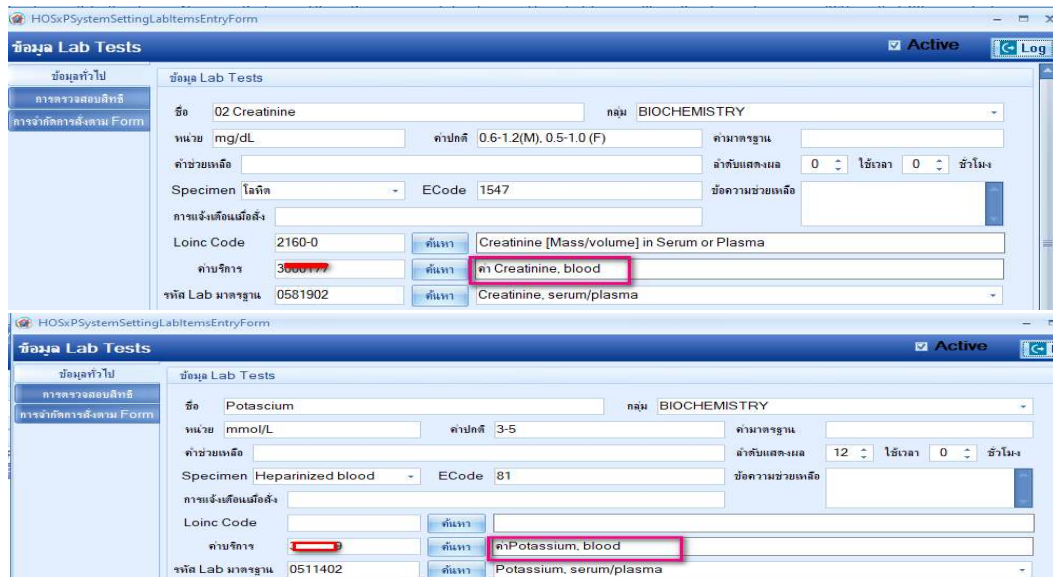 HOSxPSystemSettingLabItemsEntryForm
ข้อมูล Lab Tests Active Log
ข้อมูลทั่วไป ข้อมูล Lab Tests
การตรวจสอบสิทธิ
ชื่อ 02 Creatinine กลุ่ม BIOCHEMISTRY
การจำกัดการสั่งตาม Form
หน่วย mg/dL ค่าปกติ 0.6-1.2(M), 0.5-1.0 (F) ค่ามาตรฐาน
คำช่วยเหลือ ลำดับแสดงผล 0 ใช้เวลา 0 ชั่วโมง
Specimen โลหิต ECode 1547 ข้อความช่วยเหลือ
การแจ้งเตือนเมื่อสั่ง
Loinc Code 2160-0 ค้นหา Creatinine [Mass/volume] in Serum or Plasma
ค่าบริการ ค้นหา ค่า Creatinine, blood
รหัส Lab มาตรฐาน 0581902 ค้นหา Creatinine, serum/plasma
HOSxPSystemSettingLabItemsEntryForm
ข้อมูล Lab Tests Active
ข้อมูลทั่วไป ข้อมูล Lab Tests
การตรวจสอบสิทธิ
ชื่อ Potascium กลุ่ม BIOCHEMISTRY
การจำกัดการสั่งตาม Form
หน่วย mmol/L ค่าปกติ 3-5 ค่ามาตรฐาน
คำช่วยเหลือ ลำดับแสดงผล 12 ใช้เวลา 0 ชั่วโมง
Specimen Heparinized blood ECode 81 ข้อความช่วยเหลือ
การแจ้งเตือนเมื่อสั่ง
Loinc Code ค้นหา
ค่าบริการ ค้นหา ค่าPotassium, blood
รหัส Lab มาตรฐาน 0511402 ค้นหา Potassium, serum/plasma